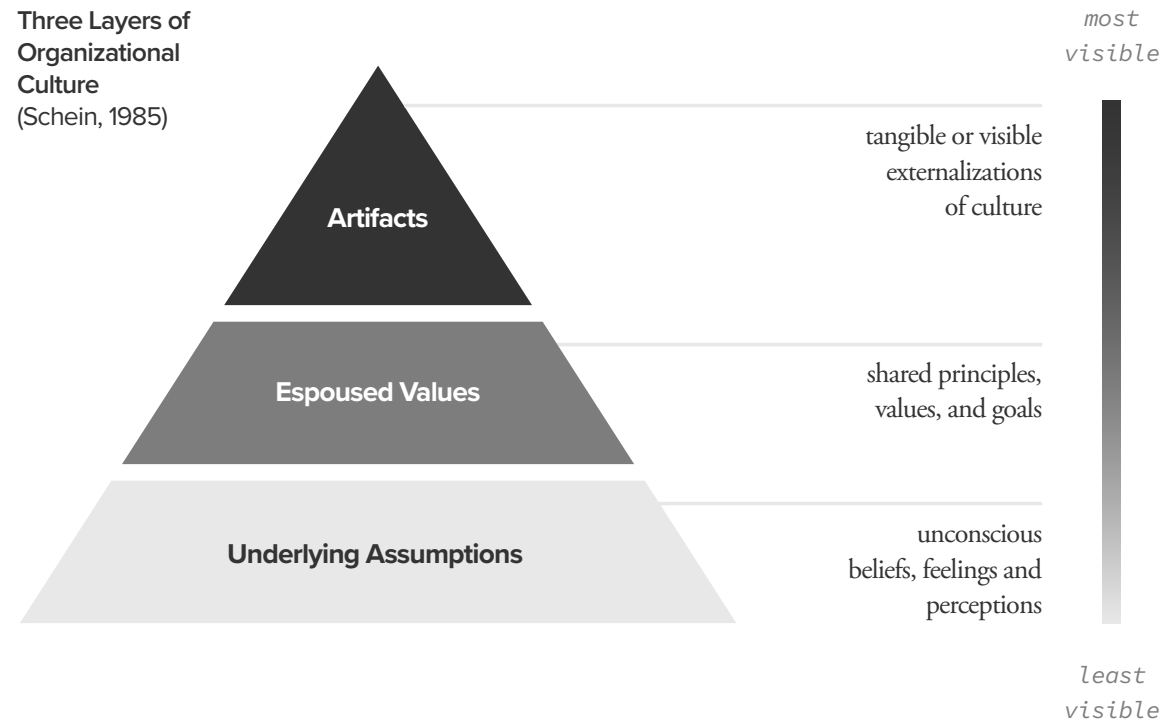 Three Layers of
Organizational
Culture
(Schein, 1985)
most
visible
tangible or visible
externalizations
of culture
Artifacts
shared principles,
values, and goals
Espoused Values
unconscious
beliefs, feelings and
perceptions
Underlying Assumptions
least
visible